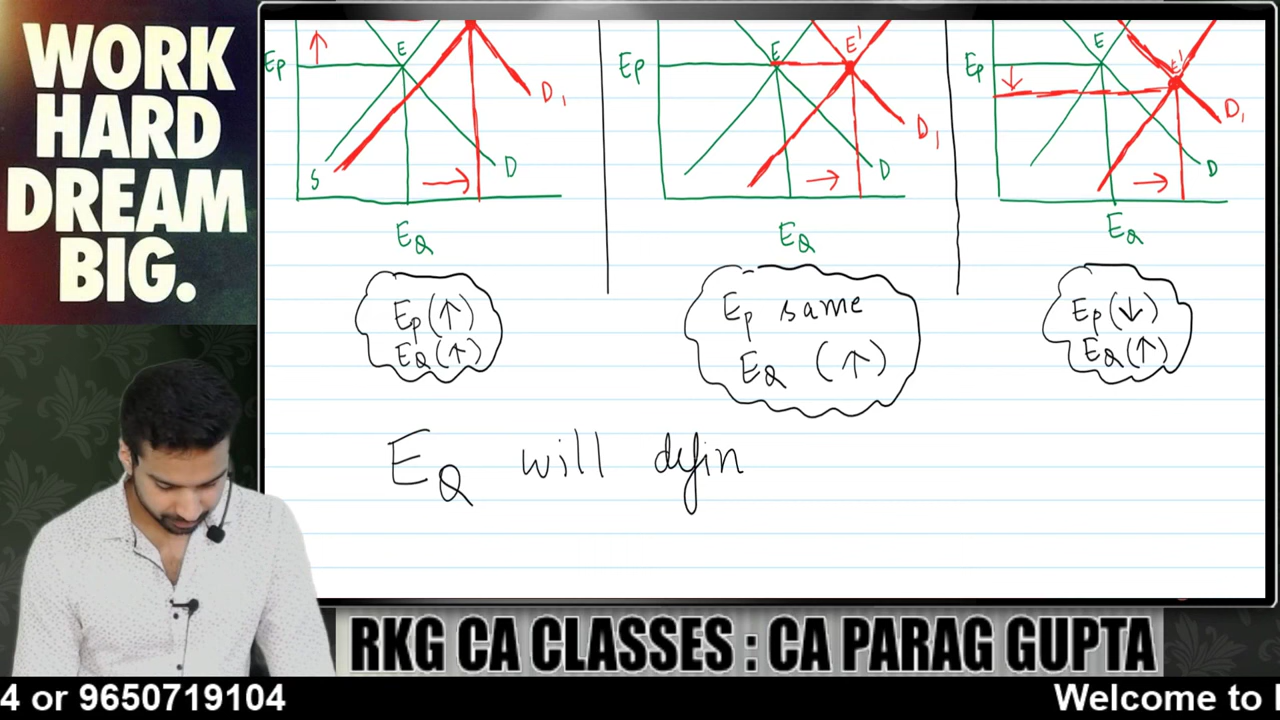 WORK
HARD
DREAM
BIG.
Ep
E
D1
S
D
EQ
Ep
E
E'
D1
D
EQ
Ep
E
E'
D1
D
EQ
Ep (↑)
EQ (↑)
Ep same
EQ (↑)
Ep (↓)
EQ (↑)
EQ will defin
RKG CA CLASSES : CA PARAG GUPTA
4 or 9650719104
Welcome to